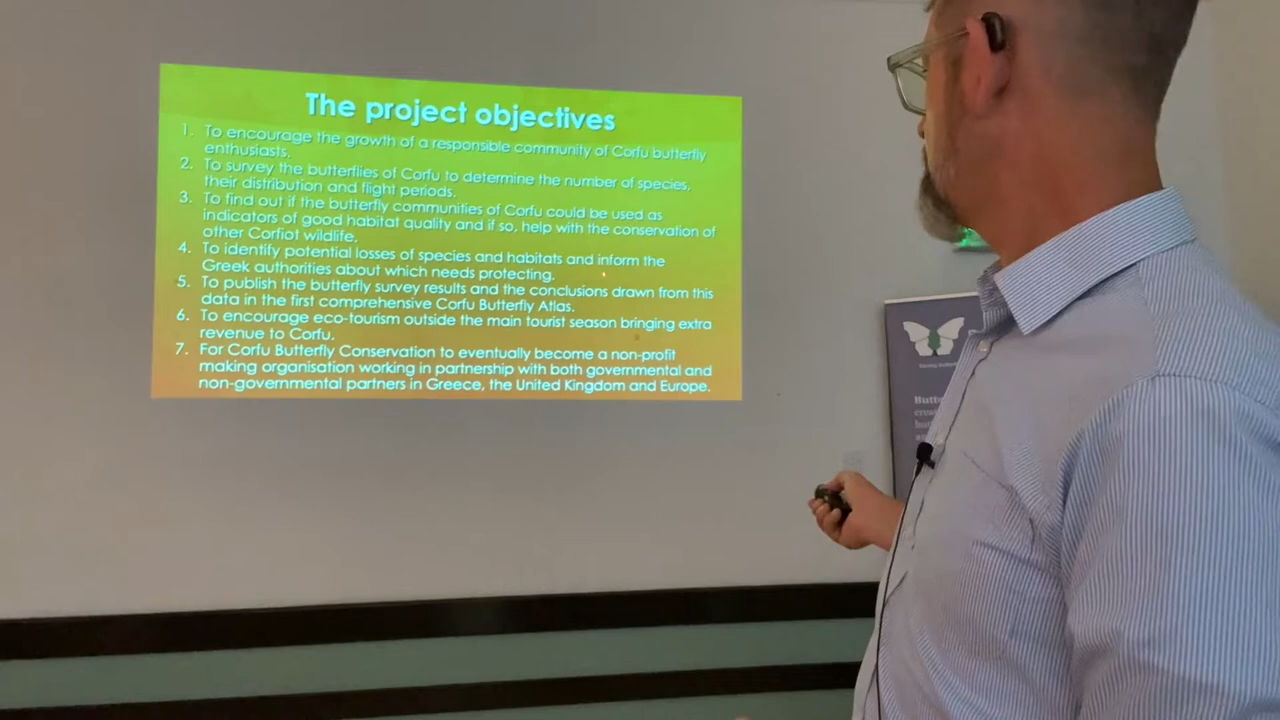 The project objectives
1. To encourage the growth of a responsible community of Corfu butterfly
enthusiasts.
2. To survey the butterflies of Corfu to determine the number of species,
their distribution and flight periods.
3. To find out if the butterfly communities of Corfu could be used as
indicators of good habitat quality and if so, help with the conservation of
other Corfiot wildlife.
4. To identify potential losses of species and habitats and inform the
Greek authorities about which needs protecting.
5. To publish the butterfly survey results and the conclusions drawn from this
data in the first comprehensive Corfu Butterfly Atlas.
6. To encourage eco-tourism outside the main tourist season bringing extra
revenue to Corfu.
7. For Corfu Butterfly Conservation to eventually become a non-profit
making organisation working in partnership with both governmental and
non-governmental partners in Greece, the United Kingdom and Europe.